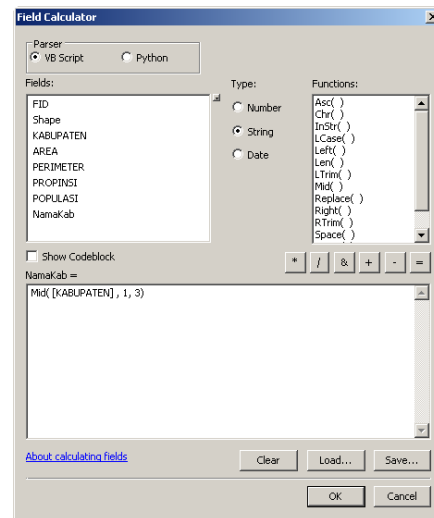 Field Calculator
Parser
VB Script Python
Fields: Type: Functions:
FID
Shape
KABUPATEN
AREA
PERIMETER
PROPINSI
POPULASI
NamaKab
Number
String
Date
Asc( )
Chr( )
InStr( )
LCase( )
Left( )
Len( )
LTrim( )
Mid( )
Replace( )
Right( )
RTrim( )
Space( )
Show Codeblock
* / & + - =
NamaKab =
Mid( [KABUPATEN] , 1, 3)
About calculating fields Clear Load... Save...
OK Cancel